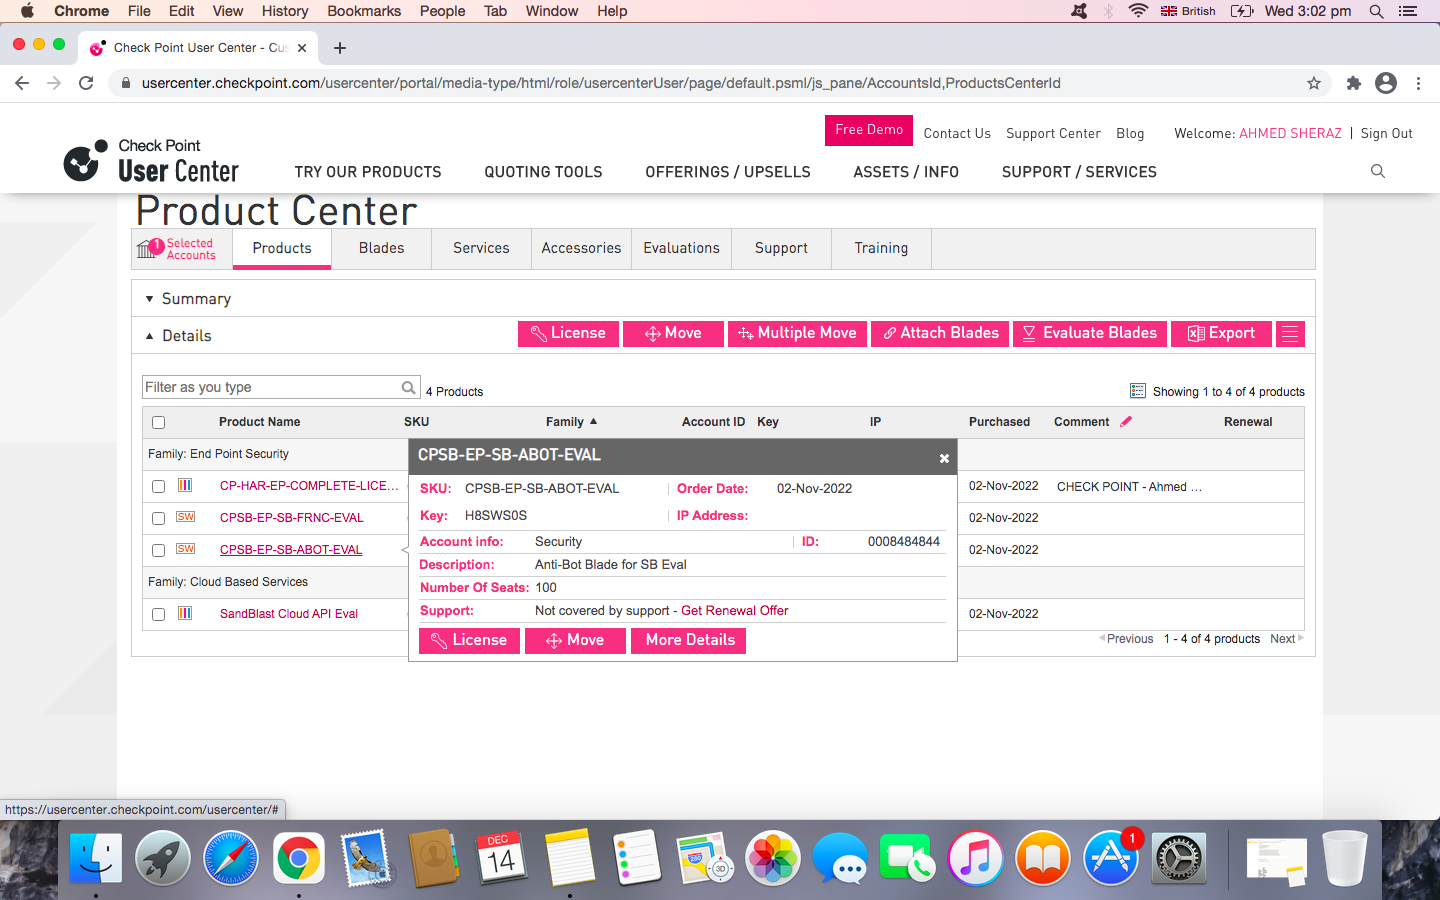 Chrome File Edit View History Bookmarks People Tab Window Help British Wed 3:02 pm
Check Point User Center - Cus
usercenter.checkpoint.com/usercenter/portal/media-type/html/role/usercenterUser/page/default.psml/js_pane/AccountsId,ProductsCenterId
Free Demo Contact Us Support Center Blog Welcome: AHMED SHERAZ | Sign Out
Check Point
User Center
TRY OUR PRODUCTS QUOTING TOOLS OFFERINGS / UPSELLS ASSETS / INFO SUPPORT / SERVICES
Product Center
1 Selected Accounts Products Blades Services Accessories Evaluations Support Training
Summary
Details License Move Multiple Move Attach Blades Evaluate Blades Export
Filter as you type 4 Products Showing 1 to 4 of 4 products
Product Name SKU Family Account ID Key IP Purchased Comment Renewal
Family: End Point Security
CP-HAR-EP-COMPLETE-LICE... 02-Nov-2022 CHECK POINT - Ahmed ...
SW CPSB-EP-SB-FRNC-EVAL 02-Nov-2022
SW CPSB-EP-SB-ABOT-EVAL 02-Nov-2022
Family: Cloud Based Services
SandBlast Cloud API Eval 02-Nov-2022
Previous 1 - 4 of 4 products Next
CPSB-EP-SB-ABOT-EVAL
SKU: CPSB-EP-SB-ABOT-EVAL Order Date: 02-Nov-2022
Key: H8SWS0S IP Address:
Account info: Security ID: 0008484844
Description: Anti-Bot Blade for SB Eval
Number Of Seats: 100
Support: Not covered by support - Get Renewal Offer
License Move More Details
https://usercenter.checkpoint.com/usercenter/#
DEC
14
280
3D
1